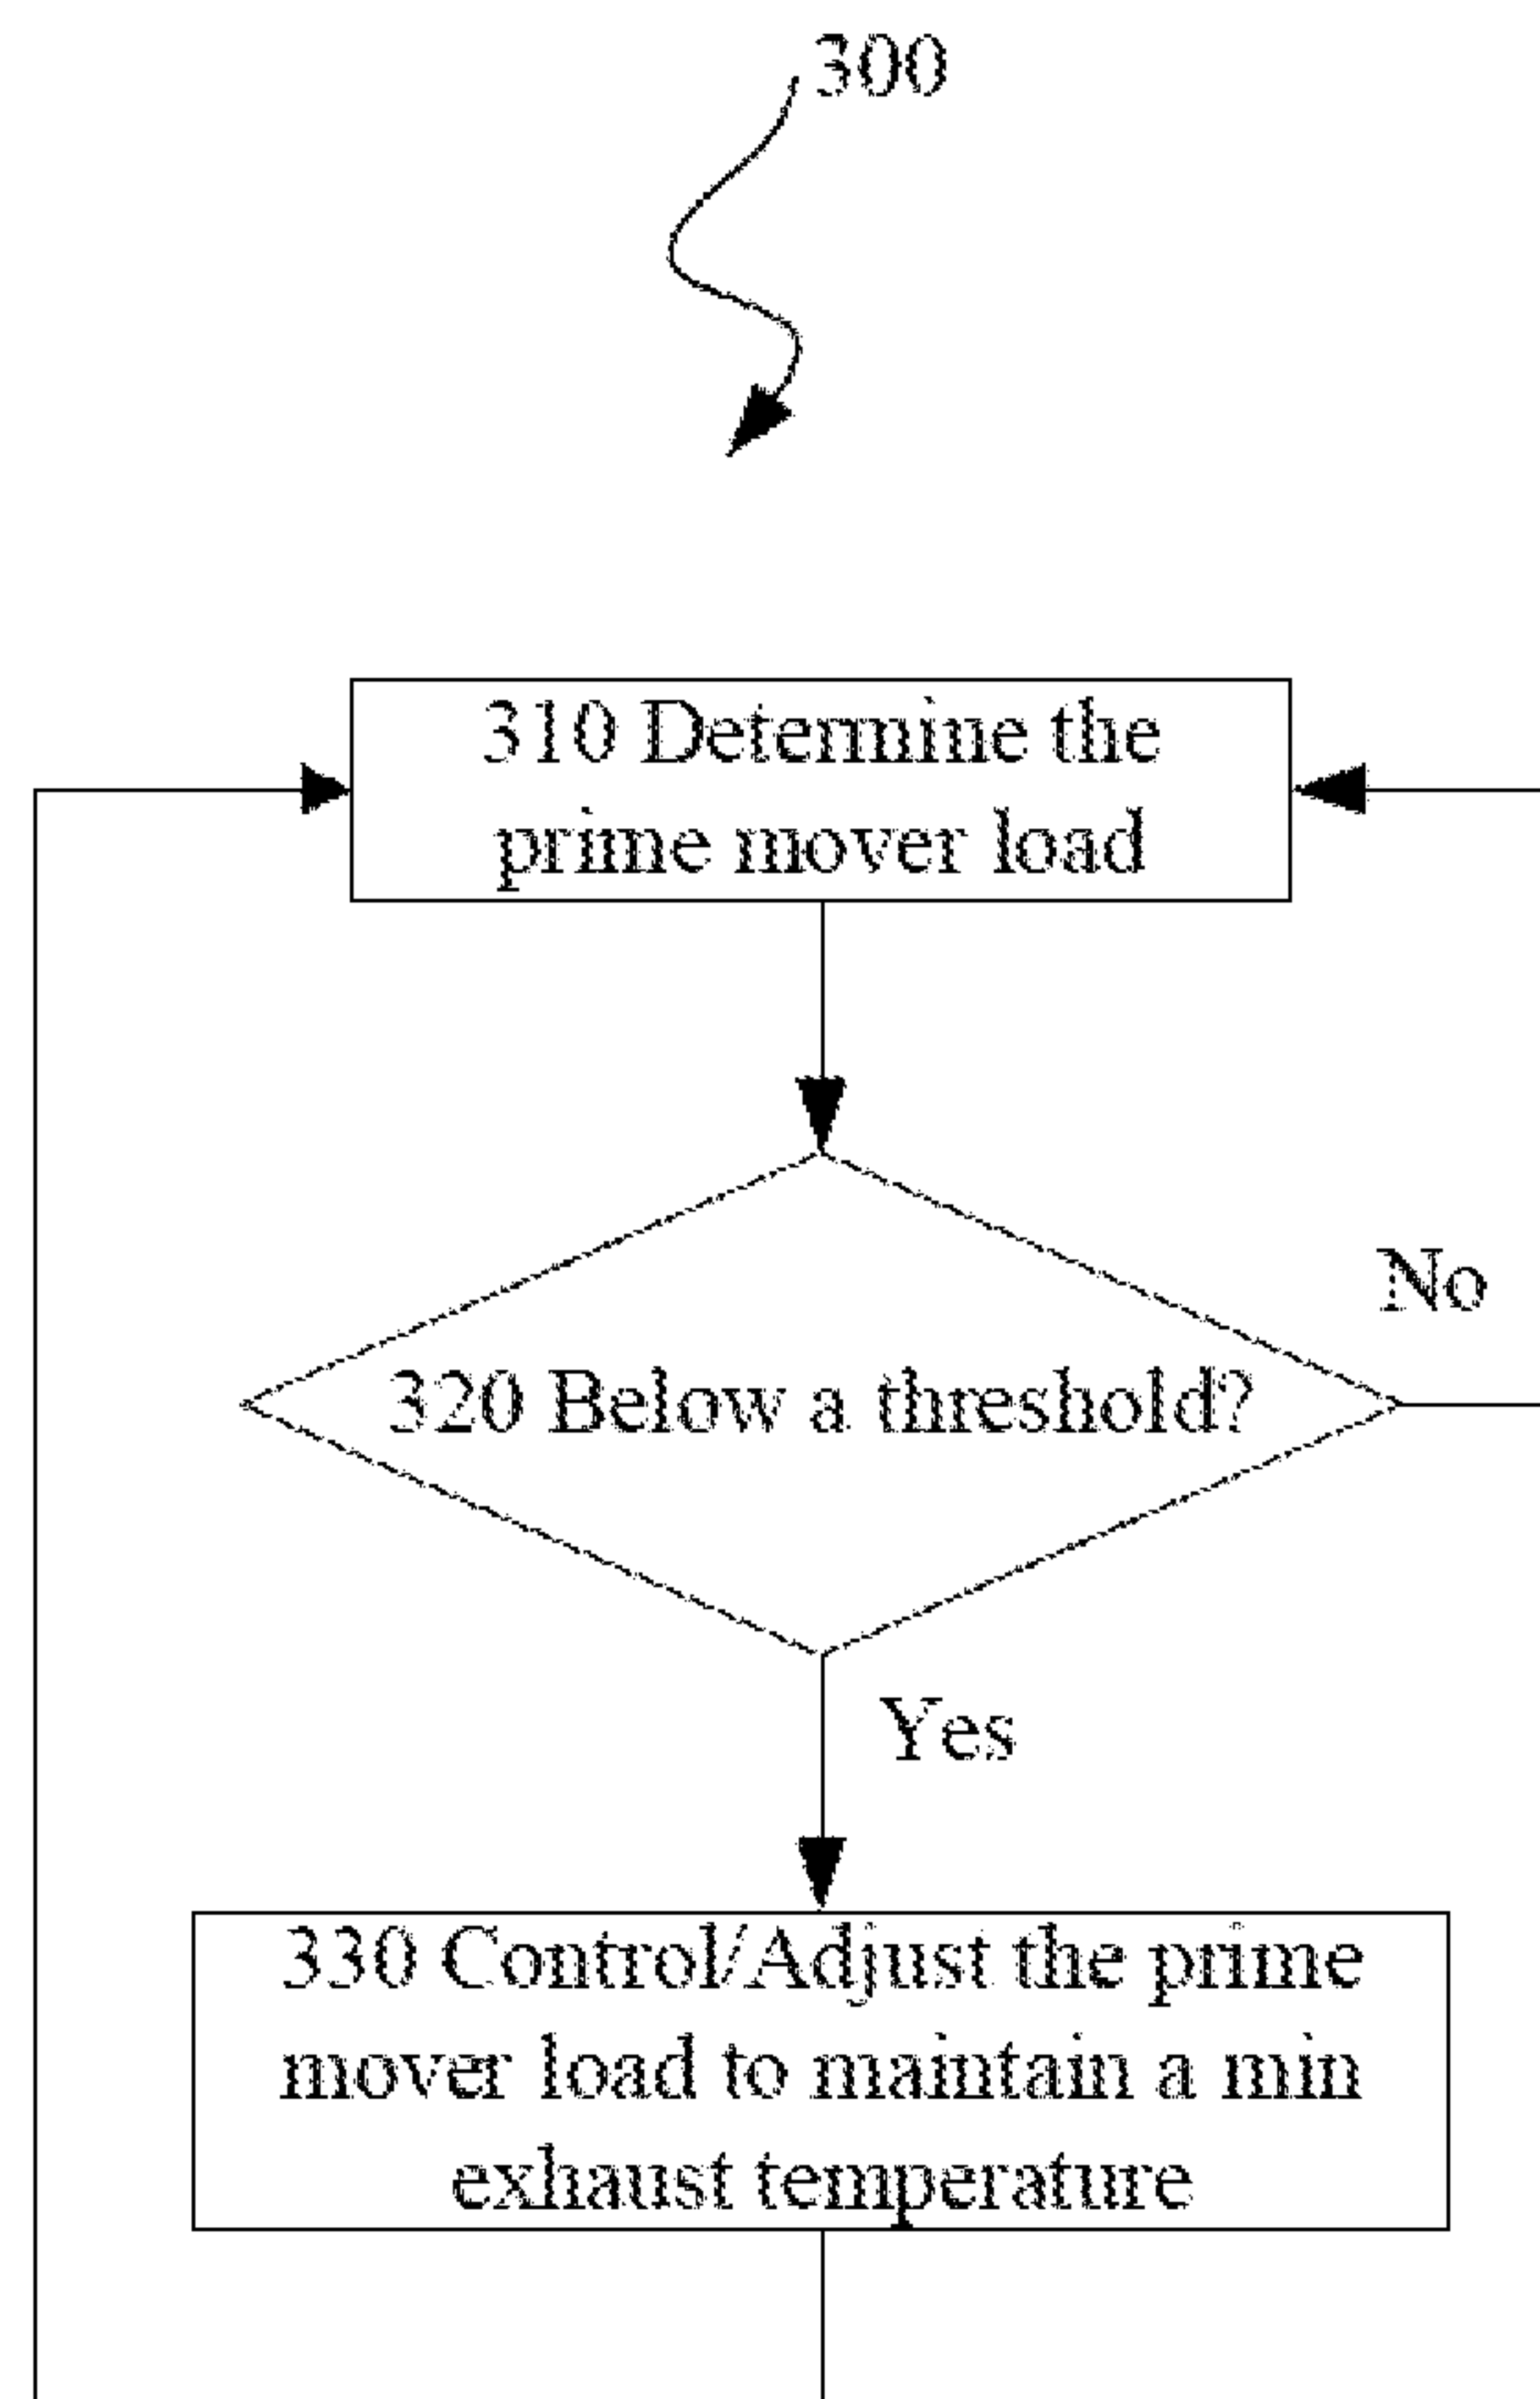 300
310 Determine the
prime mover load
No
320 Below a threshold?
Yes
330 Control/Adjust the prime
mover load to maintain a min
exhaust temperature